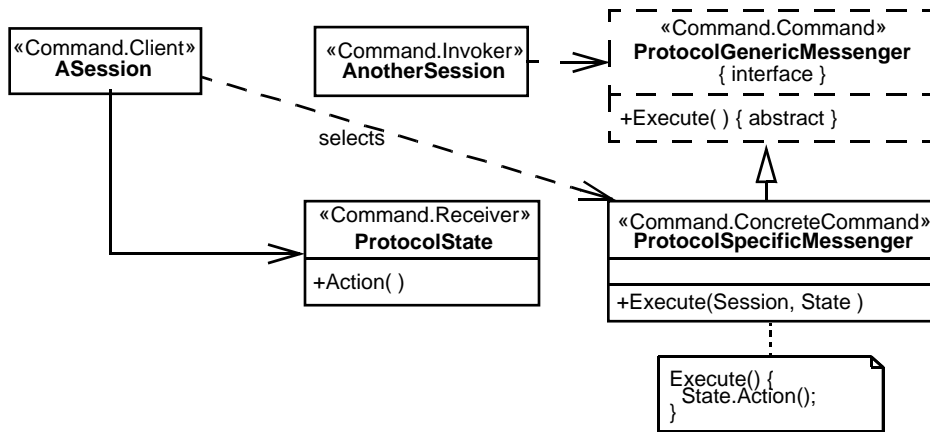 «Command.Client»
ASession
«Command.Invoker»
AnotherSession
«Command.Command»
ProtocolGenericMessenger
{ interface }
+Execute( ) { abstract }
selects
«Command.Receiver»
ProtocolState
+Action( )
«Command.ConcreteCommand»
ProtocolSpecificMessenger
+Execute(Session, State )
Execute() {
State.Action();
}